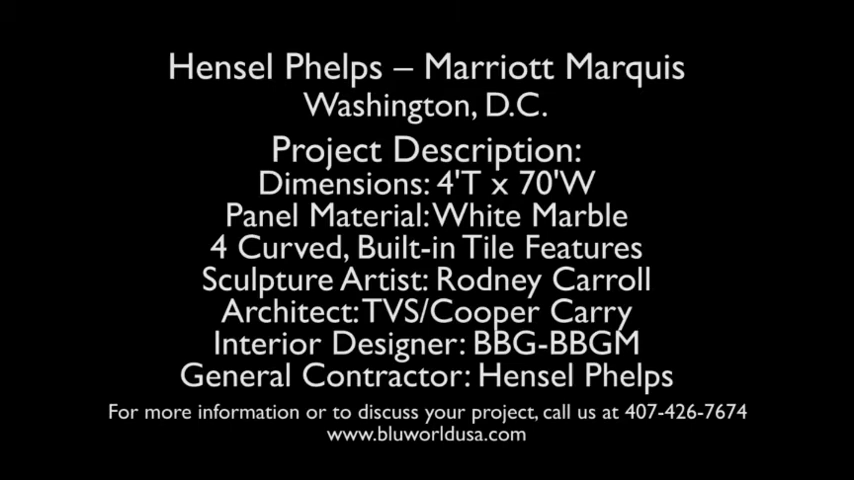 Hensel Phelps – Marriott Marquis
Washington, D.C.
Project Description:
Dimensions: 4'T x 70'W
Panel Material: White Marble
4 Curved, Built-in Tile Features
Sculpture Artist: Rodney Carroll
Architect: TVS/Cooper Carry
Interior Designer: BBG-BBGM
General Contractor: Hensel Phelps
For more information or to discuss your project, call us at 407-426-7674
www.bluworldusa.com